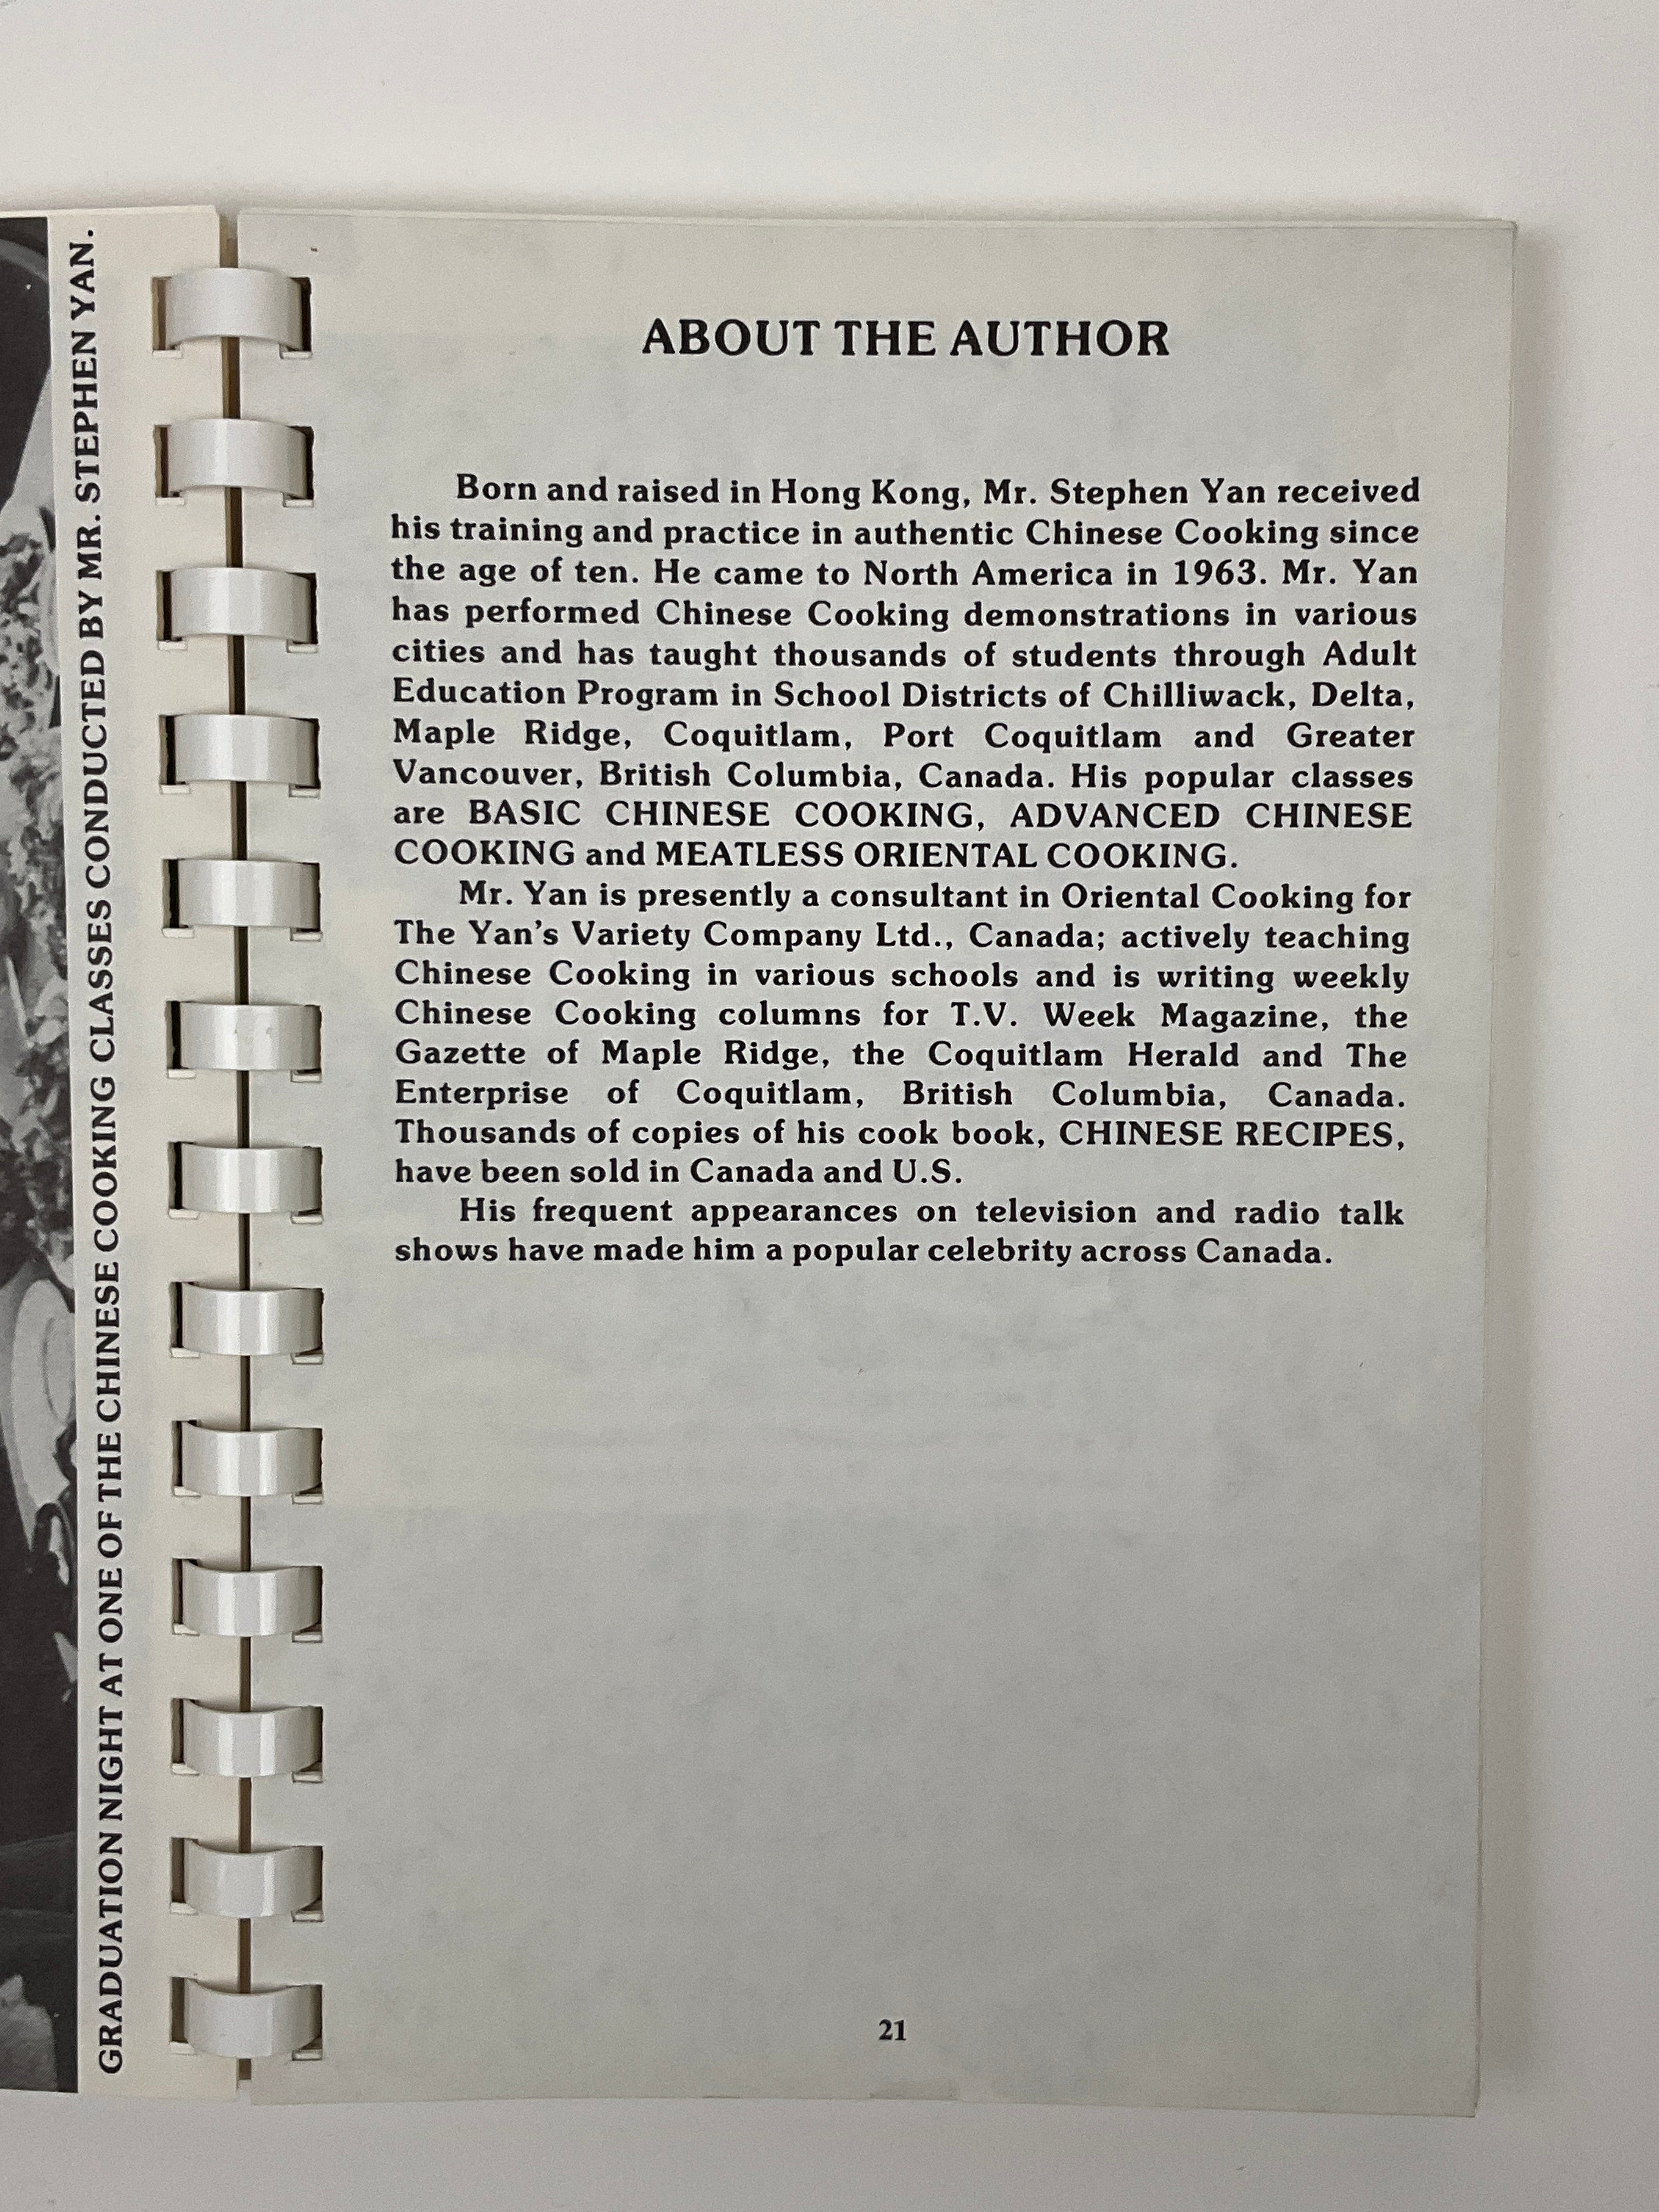 GRADUATION NIGHT AT ONE OF THE CHINESE COOKING CLASSES CONDUCTED BY MR. STEPHEN YAN.
ABOUT THE AUTHOR
Born and raised in Hong Kong, Mr. Stephen Yan received
his training and practice in authentic Chinese Cooking since
the age of ten. He came to North America in 1963. Mr. Yan
has performed Chinese Cooking demonstrations in various
cities and has taught thousands of students through Adult
Education Program in School Districts of Chilliwack, Delta,
Maple Ridge, Coquitlam, Port Coquitlam and Greater
Vancouver, British Columbia, Canada. His popular classes
are BASIC CHINESE COOKING, ADVANCED CHINESE
COOKING and MEATLESS ORIENTAL COOKING.
Mr. Yan is presently a consultant in Oriental Cooking for
The Yan's Variety Company Ltd., Canada; actively teaching
Chinese Cooking in various schools and is writing weekly
Chinese Cooking columns for T.V. Week Magazine, the
Gazette of Maple Ridge, the Coquitlam Herald and The
Enterprise of Coquitlam, British Columbia, Canada.
Thousands of copies of his cook book, CHINESE RECIPES,
have been sold in Canada and U.S.
His frequent appearances on television and radio talk
shows have made him a popular celebrity across Canada.
21